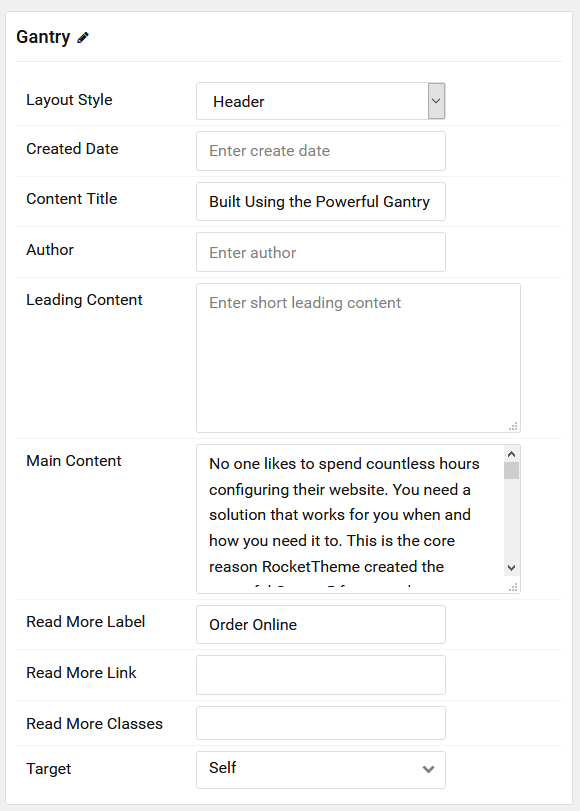 Gantry
Layout Style
Header
Created Date
Enter create date
Content Title
Built Using the Powerful Gantry
Author
Enter author
Leading Content
Enter short leading content
Main Content
No one likes to spend countless hours
configuring their website. You need a
solution that works for you when and
how you need it to. This is the core
reason RocketTheme created the
Read More Label
Order Online
Read More Link
Read More Classes
Target
Self